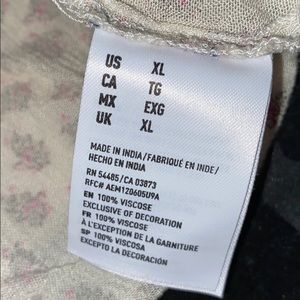 US XL
CA TG
MX EXG
UK XL
MADE IN INDIA/FABRIQUÉ EN INDE/
HECHO EN INDIA
RN 54485/CA 03873
RFC# AEM120605U9A
EN 100% VISCOSE
EXCLUSIVE OF DECORATION
FR 100% VISCOSE
À L'EXCEPTION DE LA GARNITURE
SP 100% VISCOSA
EXCEPTO LA DECORACIÓN